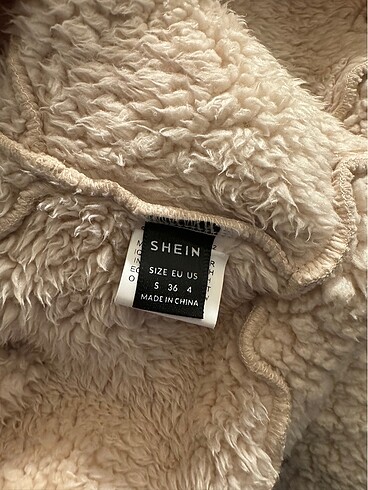 SHEIN
SIZE EU US
S 36 4
MADE IN CHINA